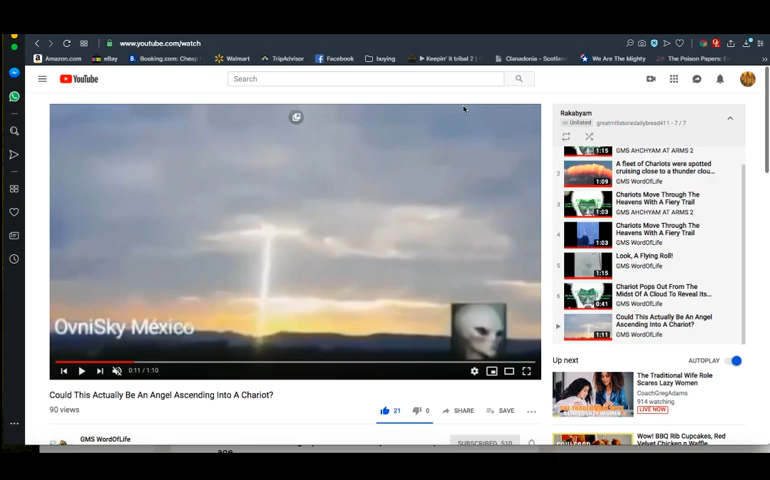 www.youtube.com/watch
Amazon.com
eBay
Booking.com: Cheap H
Walmart
TripAdvisor
Facebook
buying
Keepin' it tribal 2
Clanadonia - Scotlan
We Are The Mighty
The Poison Papers: E
YouTube
Search
OvniSky México
0:11 / 1:10
Could This Actually Be An Angel Ascending Into A Chariot?
90 views
21
0
SHARE
SAVE
GMS WordOfLife
SUBSCRIBED 510
age
Rakabyam
Unlisted
greatmillstonedailybread411 - 7 / 7
1:15
GMS AHCHYAM AT ARMS 2
2
A fleet of Chariots were spotted
cruising close to a thunder clou...
1:09
GMS WordOfLife
3
Chariots Move Through The
Heavens With A Fiery Trail
1:03
GMS AHCHYAM AT ARMS 2
4
Chariots Move Through The
Heavens With A Fiery Trail
1:03
GMS WordOfLife
5
Look, A Flying Roll!
1:15
GMS WordOfLife
6
Chariot Pops Out From The
Midst Of A Cloud To Reveal Its...
0:41
GMS WordOfLife
Could This Actually Be An Angel
Ascending Into A Chariot?
1:11
GMS WordOfLife
Up next
AUTOPLAY
The Traditional Wife Role
Scares Lazy Women
CoachGregAdams
914 watching
LIVE NOW
Wow! BBQ Rib Cupcakes, Red
Velvet Chicken n Waffle